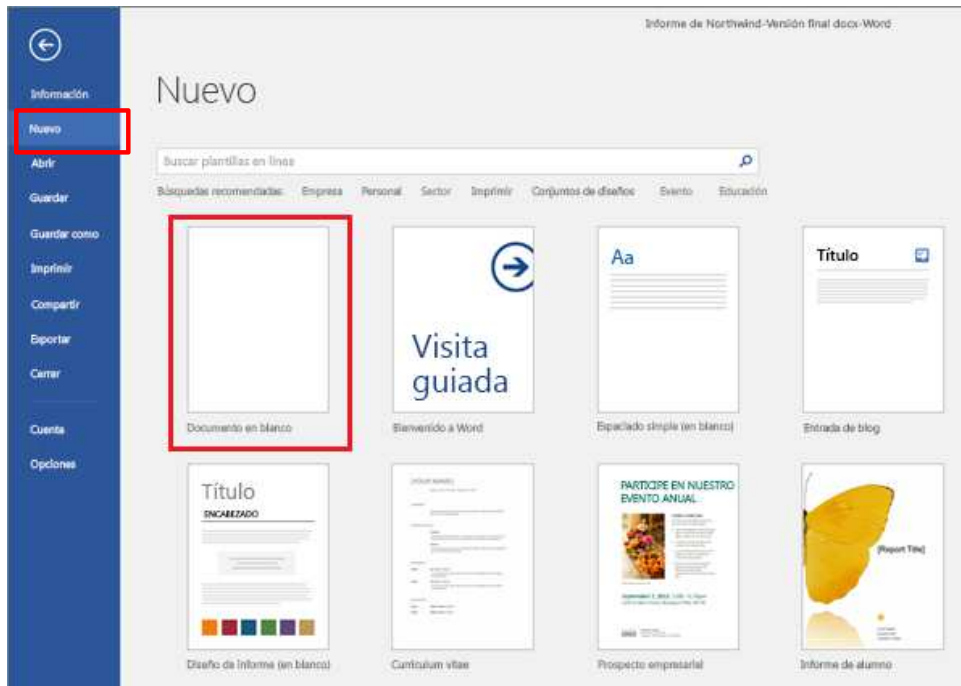 Informe de Northwind-Versión final docx-Word
Información
Nuevo
Abrir
Guardar
Guardar como
Imprimir
Compartir
Exportar
Cerrar
Cuenta
Opciones
Nuevo
Buscar plantillas en línea
Búsquedas recomendadas: Empresa Personal Sector Imprimir Conjuntos de diseños Evento Educación
Visita
guiada
Aa
Título
Documento en blanco
Bienvenido a Word
Espaciado simple (en blanco)
Entrada de blog
Título
ENCABEZADO
[YOUR NAME]
PARTICIPE EN NUESTRO
EVENTO ANUAL
[Report Title]
Diseño de informe (en blanco)
Curriculum vitae
Prospecto empresarial
Informe de alumno